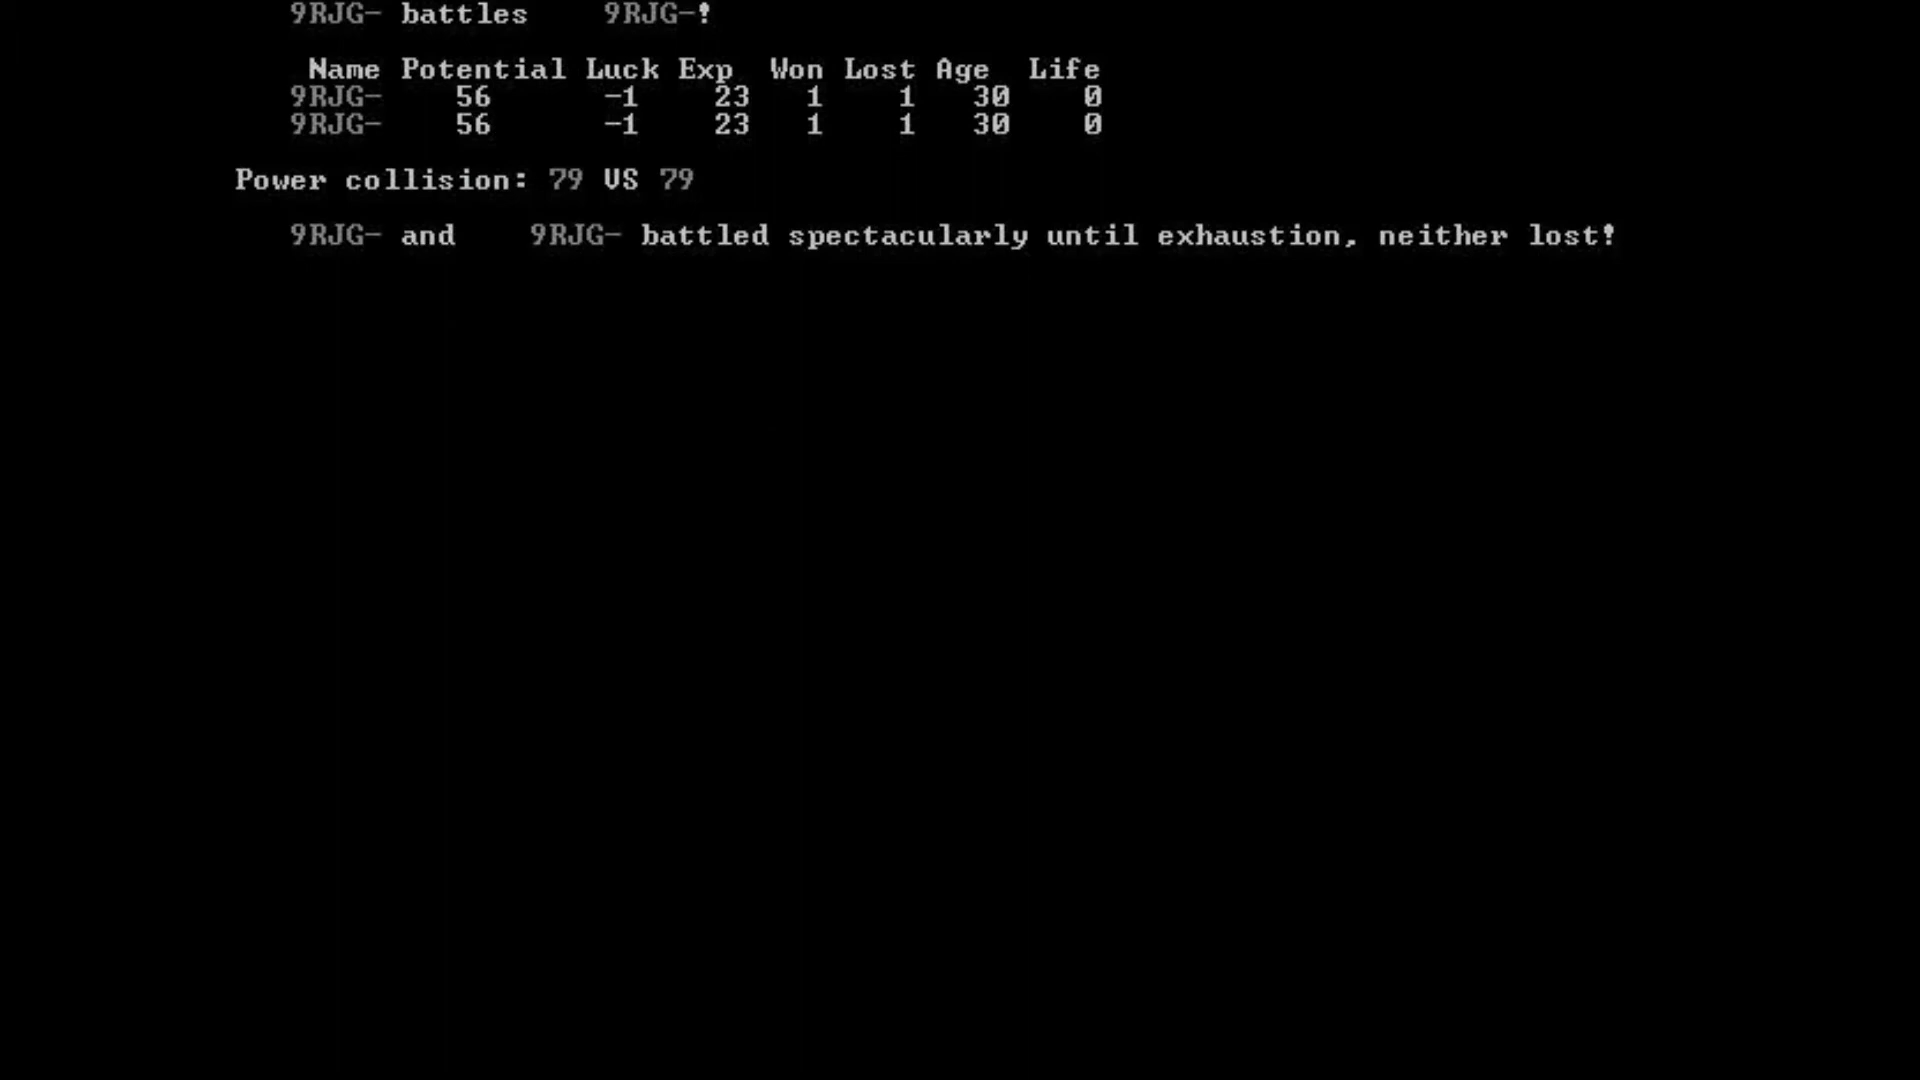 9RJG- battles 9RJG-!
Name Potential Luck Exp Won Lost Age Life
9RJG- 56 -1 23 1 1 30 0
9RJG- 56 -1 23 1 1 30 0
Power collision: 79 VS 79
9RJG- and 9RJG- battled spectacularly until exhaustion, neither lost!